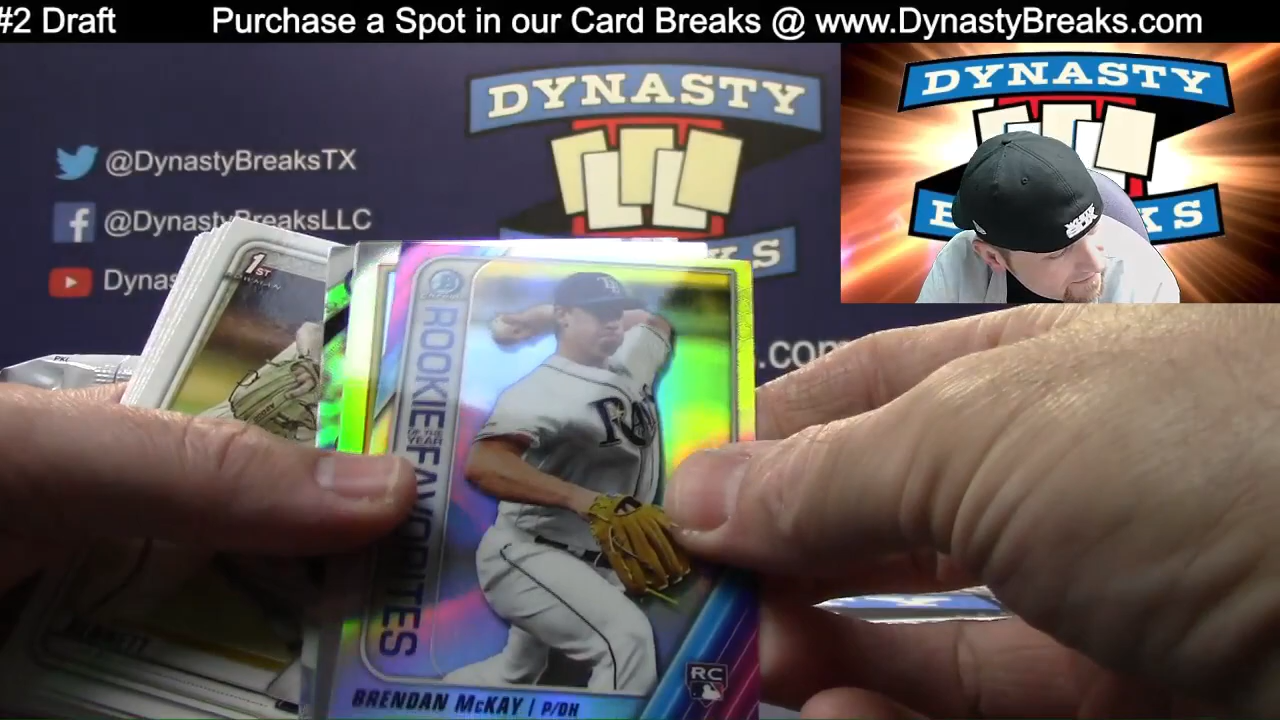 #2 Draft Purchase a Spot in our Card Breaks @ www.DynastyBreaks.com
DYNASTY
DYNASTY
@DynastyBreaksTX
@DynastyBreaksLLC
1ST
ROOKIE
OF THE
YEAR
FAVORITES
RAYS
RC
BRENDAN McKAY | P/DH